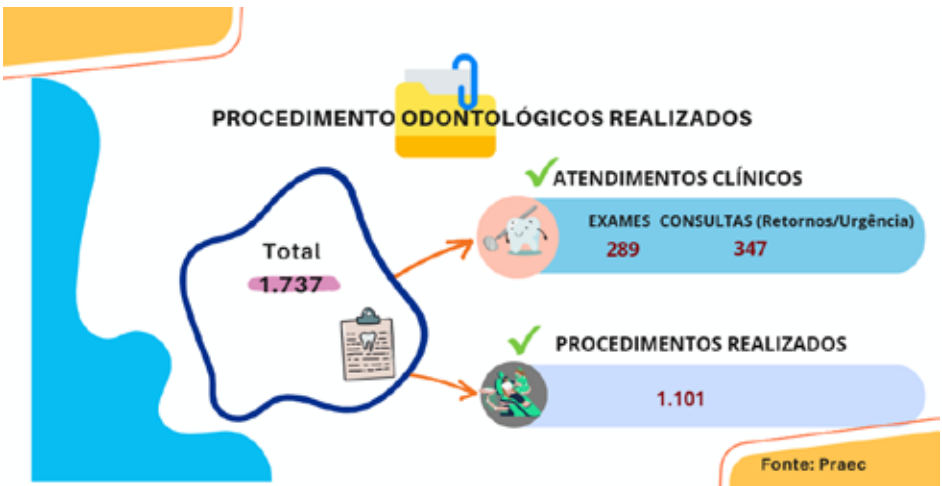 PROCEDIMENTO ODONTOLÓGICOS REALIZADOS
Total
1.737
ATENDIMENTOS CLÍNICOS
EXAMES CONSULTAS (Retornos/Urgência)
289 347
PROCEDIMENTOS REALIZADOS
1.101
Fonte: Praec